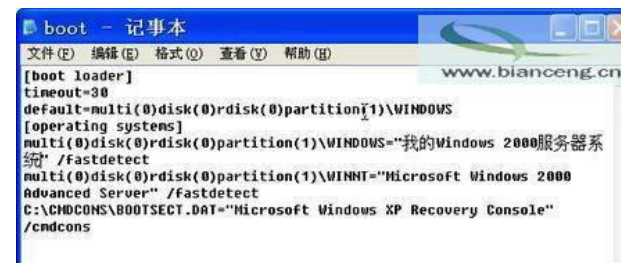 boot - 记事本
文件(F) 编辑(E) 格式(O) 查看(V) 帮助(H)
www.biancheng.cn
[boot loader]
timeout=30
default=multi(0)disk(0)rdisk(0)partition(1)\WINDOWS
[operating systems]
multi(0)disk(0)rdisk(0)partition(1)\WINDOWS="我的Windows 2000服务器系
统" /fastdetect
multi(0)disk(0)rdisk(0)partition(1)\WINNT="Microsoft Windows 2000
Advanced Server" /fastdetect
C:\CMDCONS\BOOTSECT.DAT="Microsoft Windows XP Recovery Console"
/cmdcons